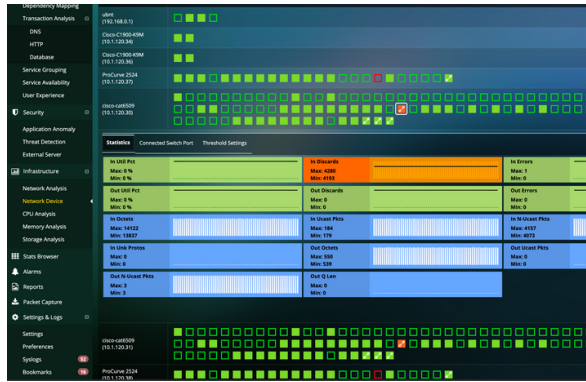 Dependency Mapping
Transaction Analysis
DNS
HTTP
Database
Service Grouping
Service Availability
User Experience
Security
Application Anomaly
Threat Detection
External Server
Infrastructure
Network Analysis
Network Device
CPU Analysis
Memory Analysis
Storage Analysis
Stats Browser
Alarms
Reports
Packet Capture
Settings & Logs
Settings
Preferences
Syslogs 52
Bookmarks 16
ubnt
(192.168.0.1)
Cisco-C1900-K9M
(10.1.120.34)
Cisco-C1900-K9M
(10.1.120.36)
ProCurve 2524
(10.1.120.37)
cisco-cat6509
(10.1.120.30)
Statistics Connected Switch Port Threshold Settings
In Util Pct
Max: 0 %
Min: 0 %
In Discards
Max: 4280
Min: 4193
In Errors
Max: 1
Min: 0
Out Util Pct
Max: 0 %
Min: 0 %
Out Discards
Max: 0
Min: 0
Out Errors
Max: 0
Min: 0
In Octets
Max: 14122
Min: 13837
In Ucast Pkts
Max: 184
Min: 179
In N-Ucast Pkts
Max: 4157
Min: 4073
In Unk Protos
Max: 0
Min: 0
Out Octets
Max: 550
Min: 539
Out Ucast Pkts
Max: 0
Min: 0
Out N-Ucast Pkts
Max: 3
Min: 3
Out Q Len
Max: 0
Min: 0
cisco-cat6509
(10.1.120.31)
ProCurve 2524
(10.1.120.38)